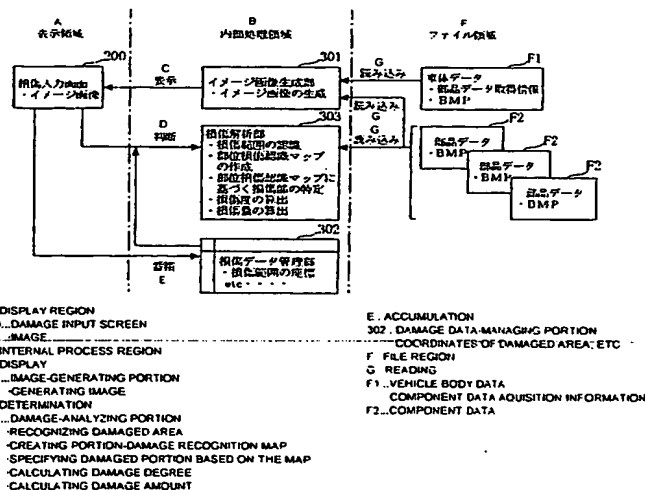 A
表示領域
B
内部処理領域
F
ファイル領域
200
損傷入力
・イメージ画像
C
表示
301
イメージ画像生成部
・イメージ画像の生成
G
読み込み
F1
車体データ
・部品データ取得情報
・BMP
読み込み
G
G
読み込み
D
判断
303
損傷解析部
・損傷範囲の認識
・部位損傷認識マップ
の作成
・部位損傷認識マップに
基づく損傷部の特定
・損傷度の算出
・損傷量の算出
F2
部品データ
・BMP
F2
部品データ
・BMP
F2
部品データ
・BMP
302
損傷データ管理部
・損傷範囲の座標
etc・・・・
蓄積
E
DISPLAY REGION
...DAMAGE INPUT SCREEN
IMAGE
INTERNAL PROCESS REGION
DISPLAY
...IMAGE-GENERATING PORTION
-GENERATING IMAGE
DETERMINATION
...DAMAGE-ANALYZING PORTION
-RECOGNIZING DAMAGED AREA
-CREATING PORTION-DAMAGE RECOGNITION MAP
-SPECIFYING DAMAGED PORTION BASED ON THE MAP
-CALCULATING DAMAGE DEGREE
-CALCULATING DAMAGE AMOUNT
E . ACCUMULATION
302 . DAMAGE DATA-MANAGING PORTION
COORDINATES OF DAMAGED AREA, ETC
F FILE REGION
G READING
F1 ...VEHICLE BODY DATA
COMPONENT DATA AQUISITION INFORMATION
F2...COMPONENT DATA